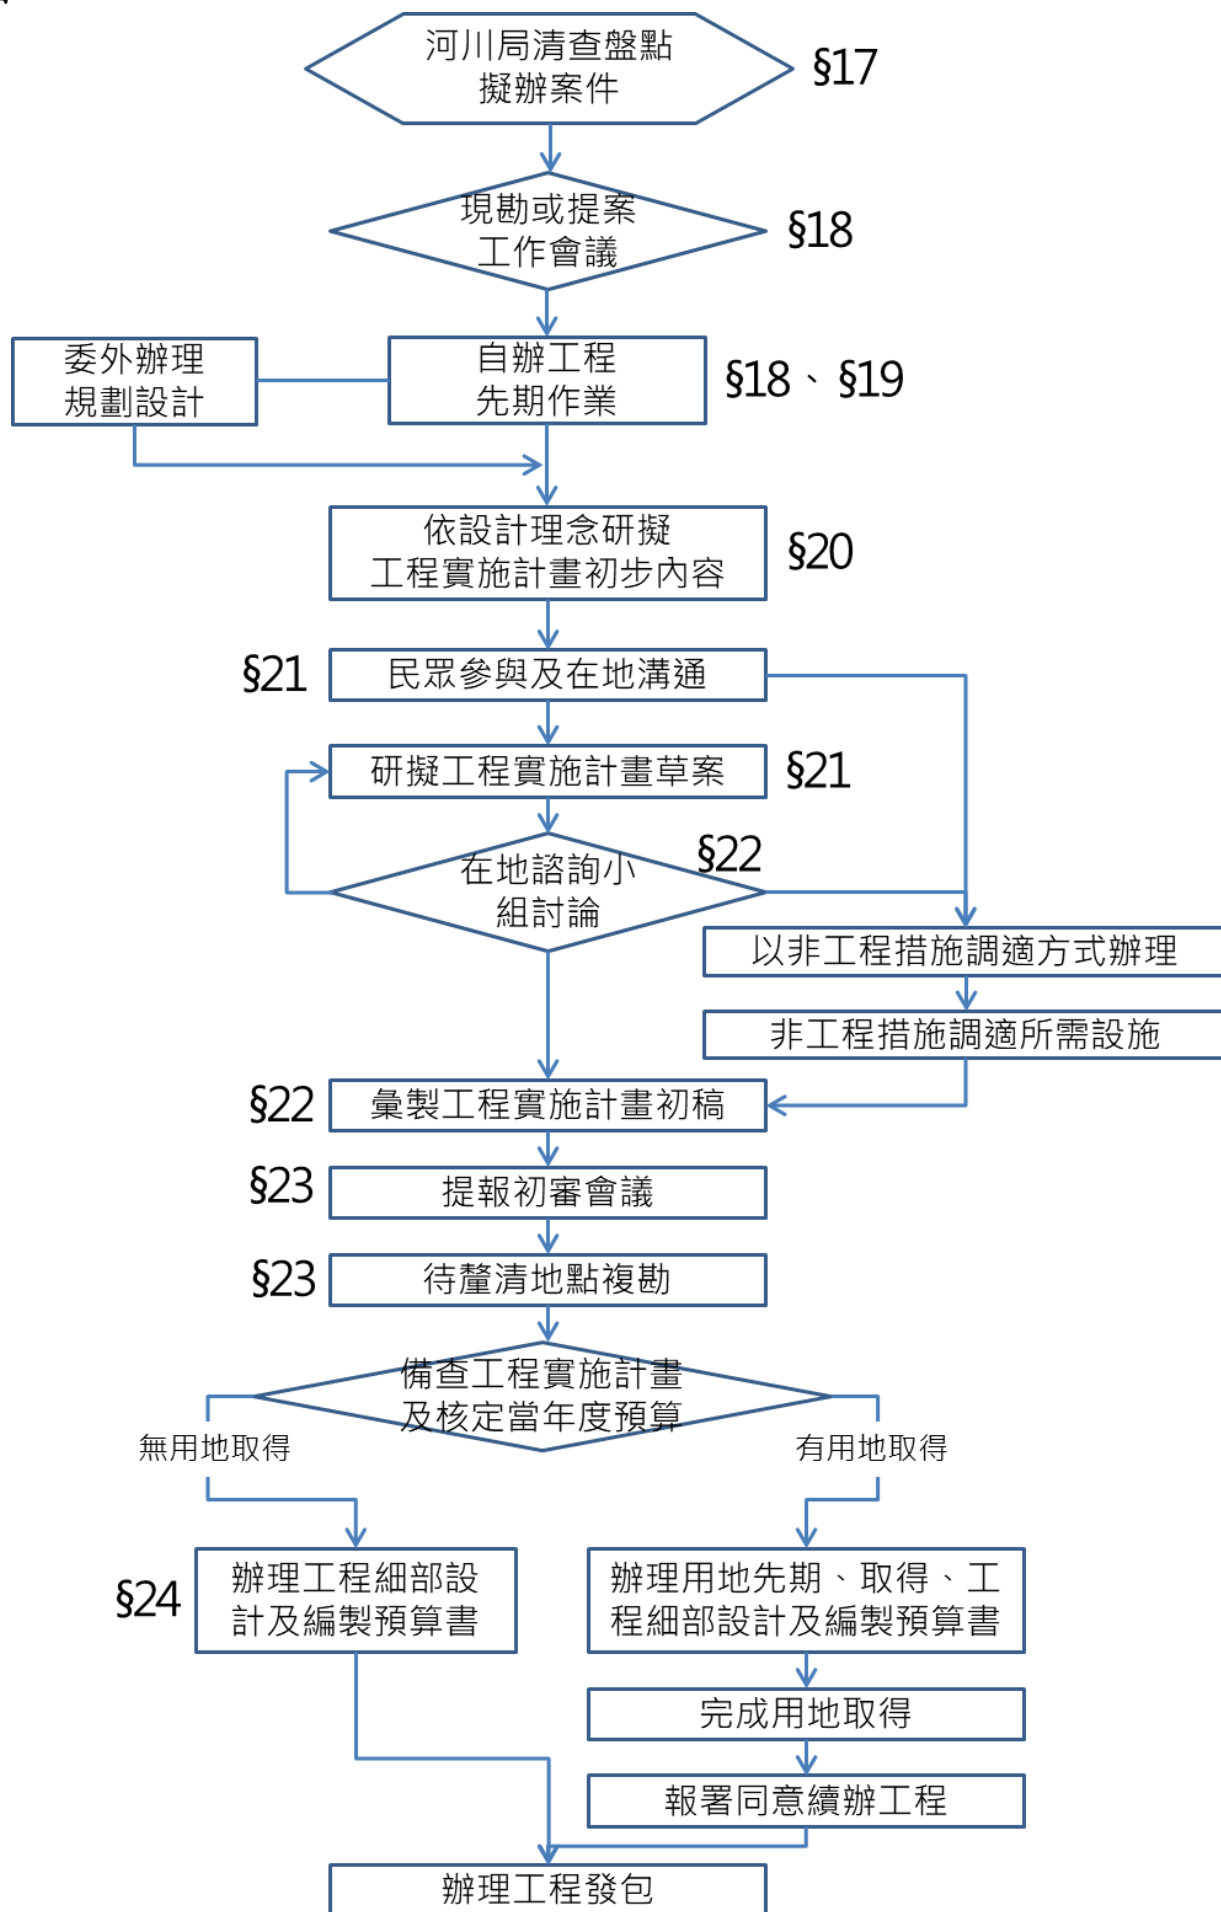 河川局清查盤點
擬辦案件
§17
現勘或提案
工作會議
§18
委外辦理
規劃設計
自辦工程
先期作業
§18、§19
依設計理念研擬
工程實施計畫初步內容
§20
§21
民眾參與及在地溝通
研擬工程實施計畫草案
§21
在地諮詢小
組討論
§22
以非工程措施調適方式辦理
非工程措施調適所需設施
§22
彙製工程實施計畫初稿
§23
提報初審會議
§23
待釐清地點複勘
備查工程實施計畫
及核定當年度預算
無用地取得
有用地取得
§24
辦理工程細部設
計及編製預算書
辦理用地先期、取得、工
程細部設計及編製預算書
完成用地取得
報署同意續辦工程
辦理工程發包